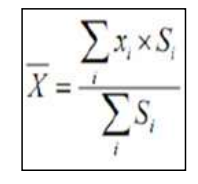 X̅ = ∑ᵢ xᵢ × Sᵢ / ∑ᵢ Sᵢ